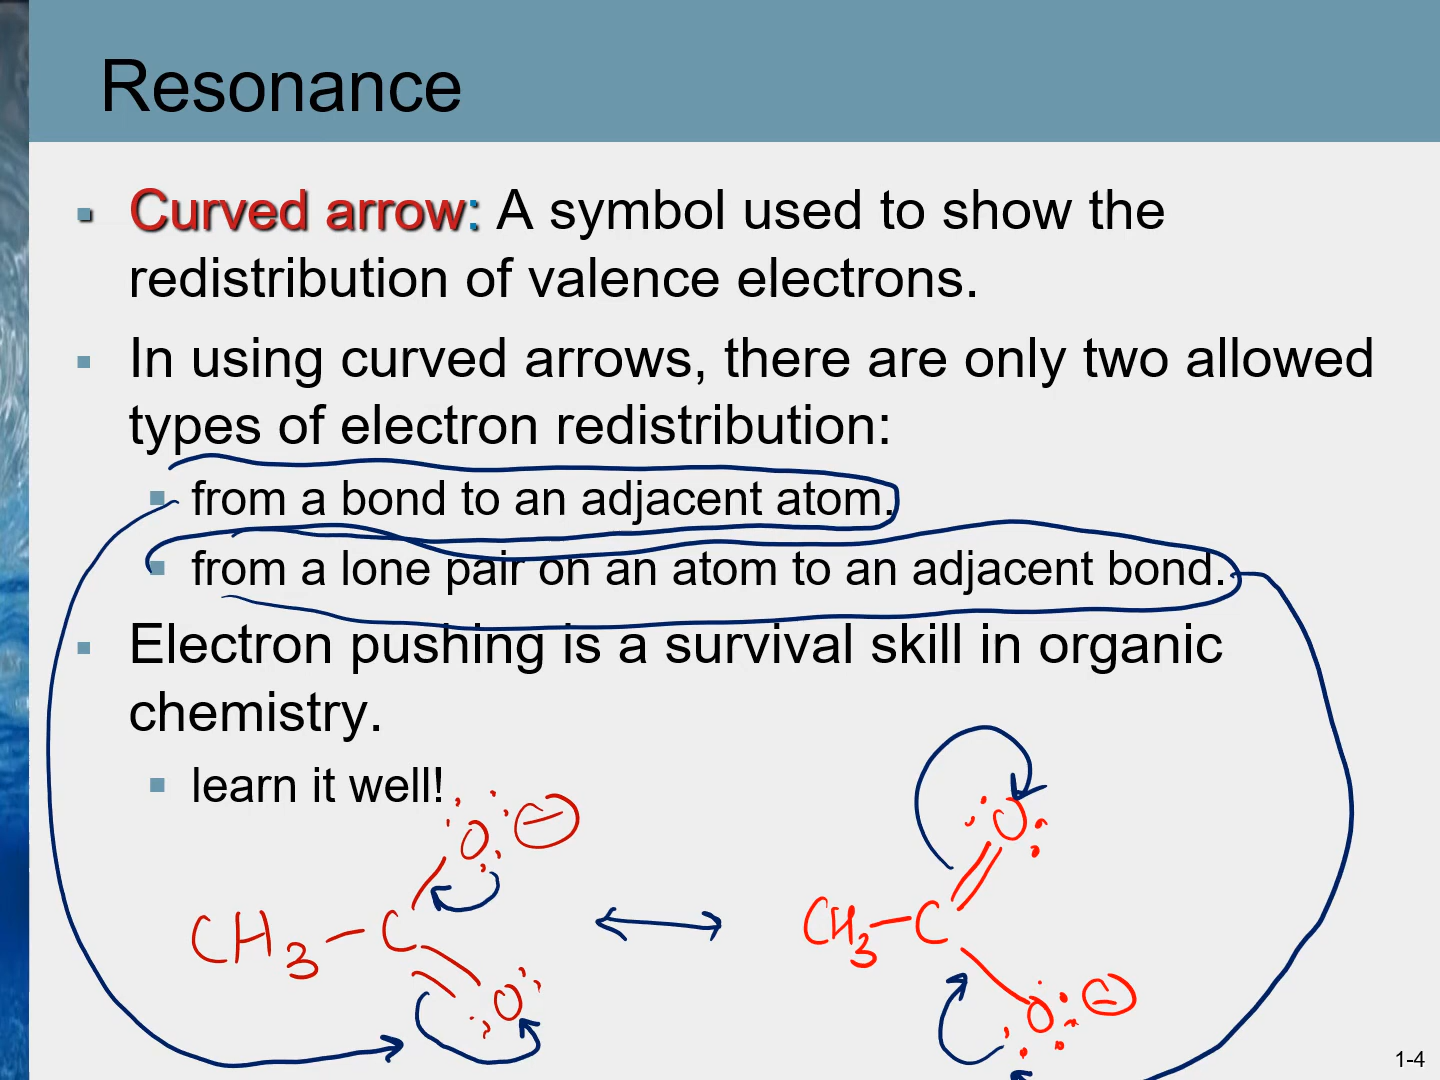 Resonance
Curved arrow: A symbol used to show the
redistribution of valence electrons.
In using curved arrows, there are only two allowed
types of electron redistribution:
from a bond to an adjacent atom.
from a lone pair on an atom to an adjacent bond.
Electron pushing is a survival skill in organic
chemistry.
learn it well!
O −
O
CH3 — C
CH3 — C
O
O −
1-4